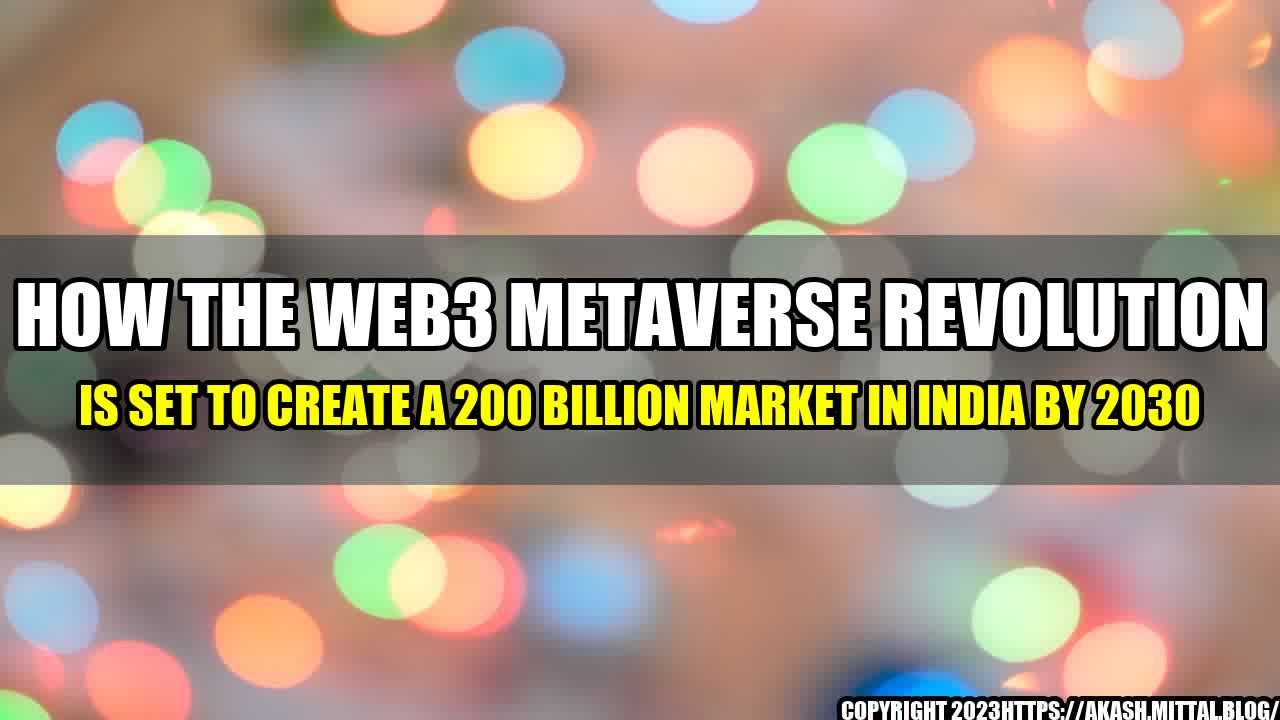 HOW THE WEB3 METAVERSE REVOLUTION
IS SET TO CREATE A 200 BILLION MARKET IN INDIA BY 2030
COPYRIGHT 2023HTTPS://AKASH.MITTAL.BLOG/